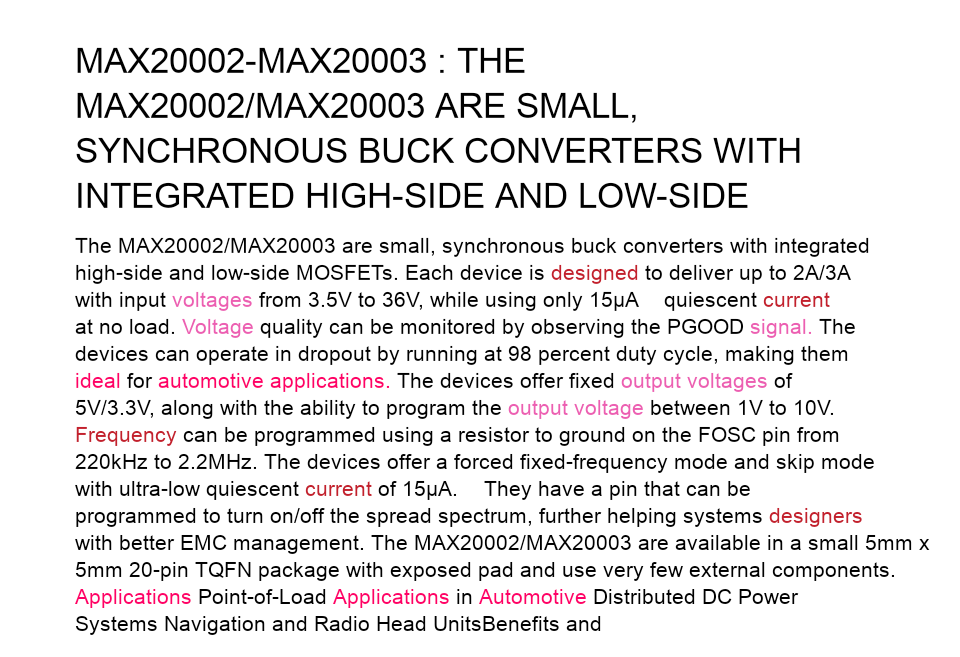 MAX20002-MAX20003 : THE
MAX20002/MAX20003 ARE SMALL,
SYNCHRONOUS BUCK CONVERTERS WITH
INTEGRATED HIGH-SIDE AND LOW-SIDE
The MAX20002/MAX20003 are small, synchronous buck converters with integrated
high-side and low-side MOSFETs. Each device is designed to deliver up to 2A/3A
with input voltages from 3.5V to 36V, while using only 15μA quiescent current
at no load. Voltage quality can be monitored by observing the PGOOD signal. The
devices can operate in dropout by running at 98 percent duty cycle, making them
ideal for automotive applications. The devices offer fixed output voltages of
5V/3.3V, along with the ability to program the output voltage between 1V to 10V.
Frequency can be programmed using a resistor to ground on the FOSC pin from
220kHz to 2.2MHz. The devices offer a forced fixed-frequency mode and skip mode
with ultra-low quiescent current of 15μA. They have a pin that can be
programmed to turn on/off the spread spectrum, further helping systems designers
with better EMC management. The MAX20002/MAX20003 are available in a small 5mm x
5mm 20-pin TQFN package with exposed pad and use very few external components.
Applications Point-of-Load Applications in Automotive Distributed DC Power
Systems Navigation and Radio Head UnitsBenefits and